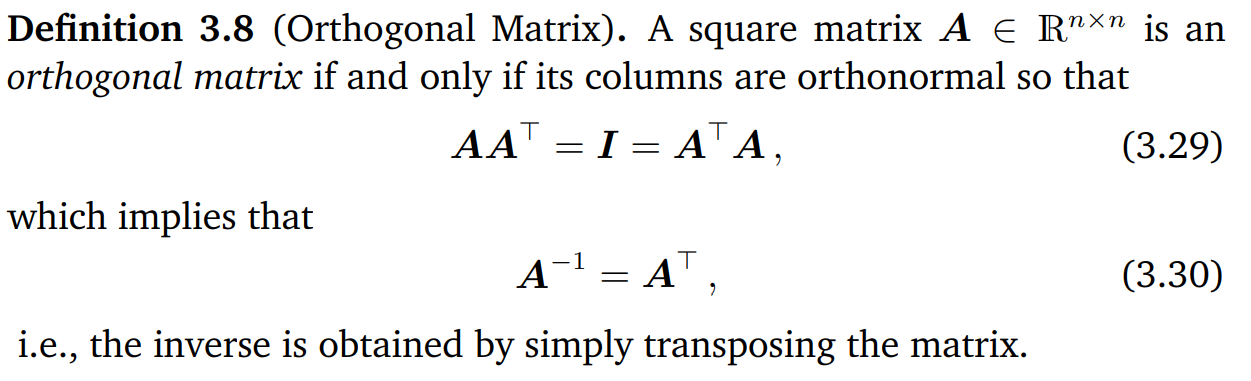 Definition 3.8 (Orthogonal Matrix). A square matrix A ∈ ℝⁿˣⁿ is an
orthogonal matrix if and only if its columns are orthonormal so that
AA⊤ = I = A⊤A , (3.29)
which implies that
A⁻¹ = A⊤ , (3.30)
i.e., the inverse is obtained by simply transposing the matrix.